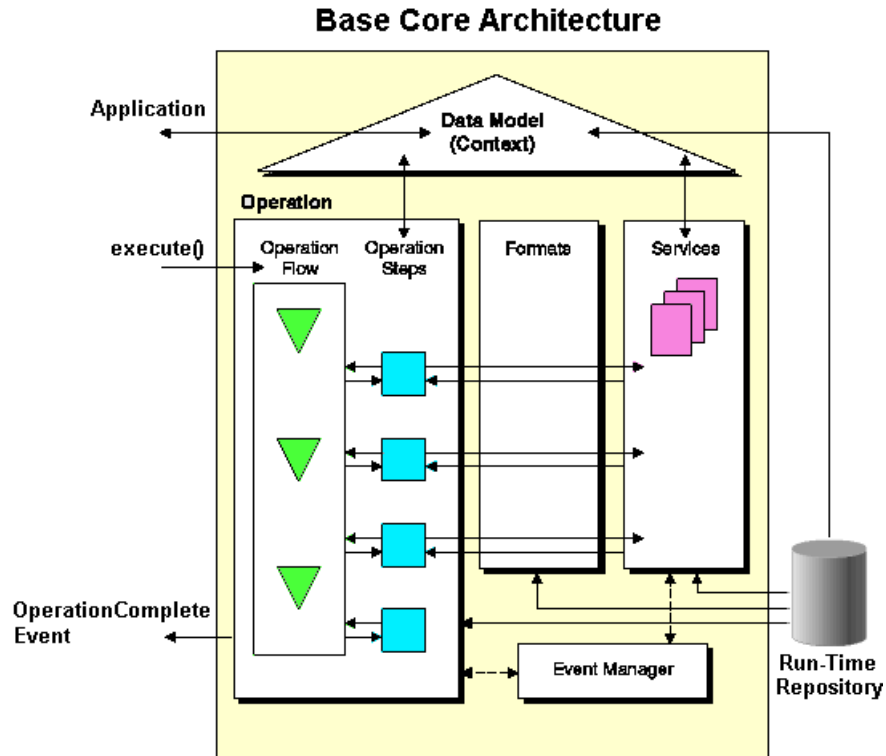 Base Core Architecture
Application
Data Model
(Context)
Operation
execute()
Operation
Flow
Operation
Steps
Formats
Services
OperationComplete
Event
Event Manager
Run-Time
Repository